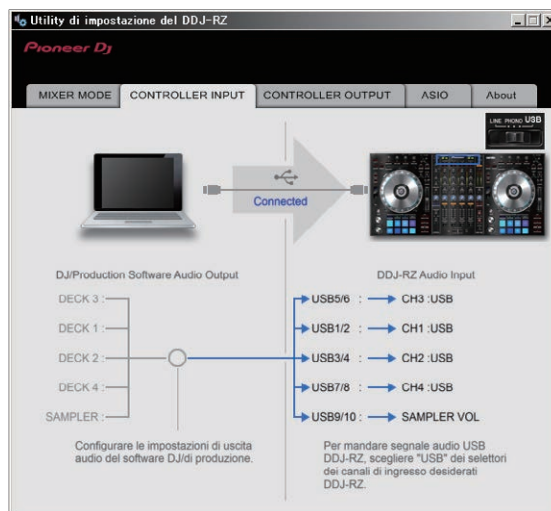 Utility di impostazione del DDJ-RZ
Pioneer Dj
MIXER MODE CONTROLLER INPUT CONTROLLER OUTPUT ASIO About
LINE PHONO USB
Connected
DJ/Production Software Audio Output DDJ-RZ Audio Input
DECK 3 : USB5/6 : CH3 :USB
DECK 1 : USB1/2 : CH1 :USB
DECK 2 : USB3/4 : CH2 :USB
DECK 4 : USB7/8 : CH4 :USB
SAMPLER : USB9/10 : SAMPLER VOL
Configurare le impostazioni di uscita
audio del software DJ/di produzione.
Per mandare segnale audio USB
DDJ-RZ, scegliere "USB" dei selettori
dei canali di ingresso desiderati
DDJ-RZ.